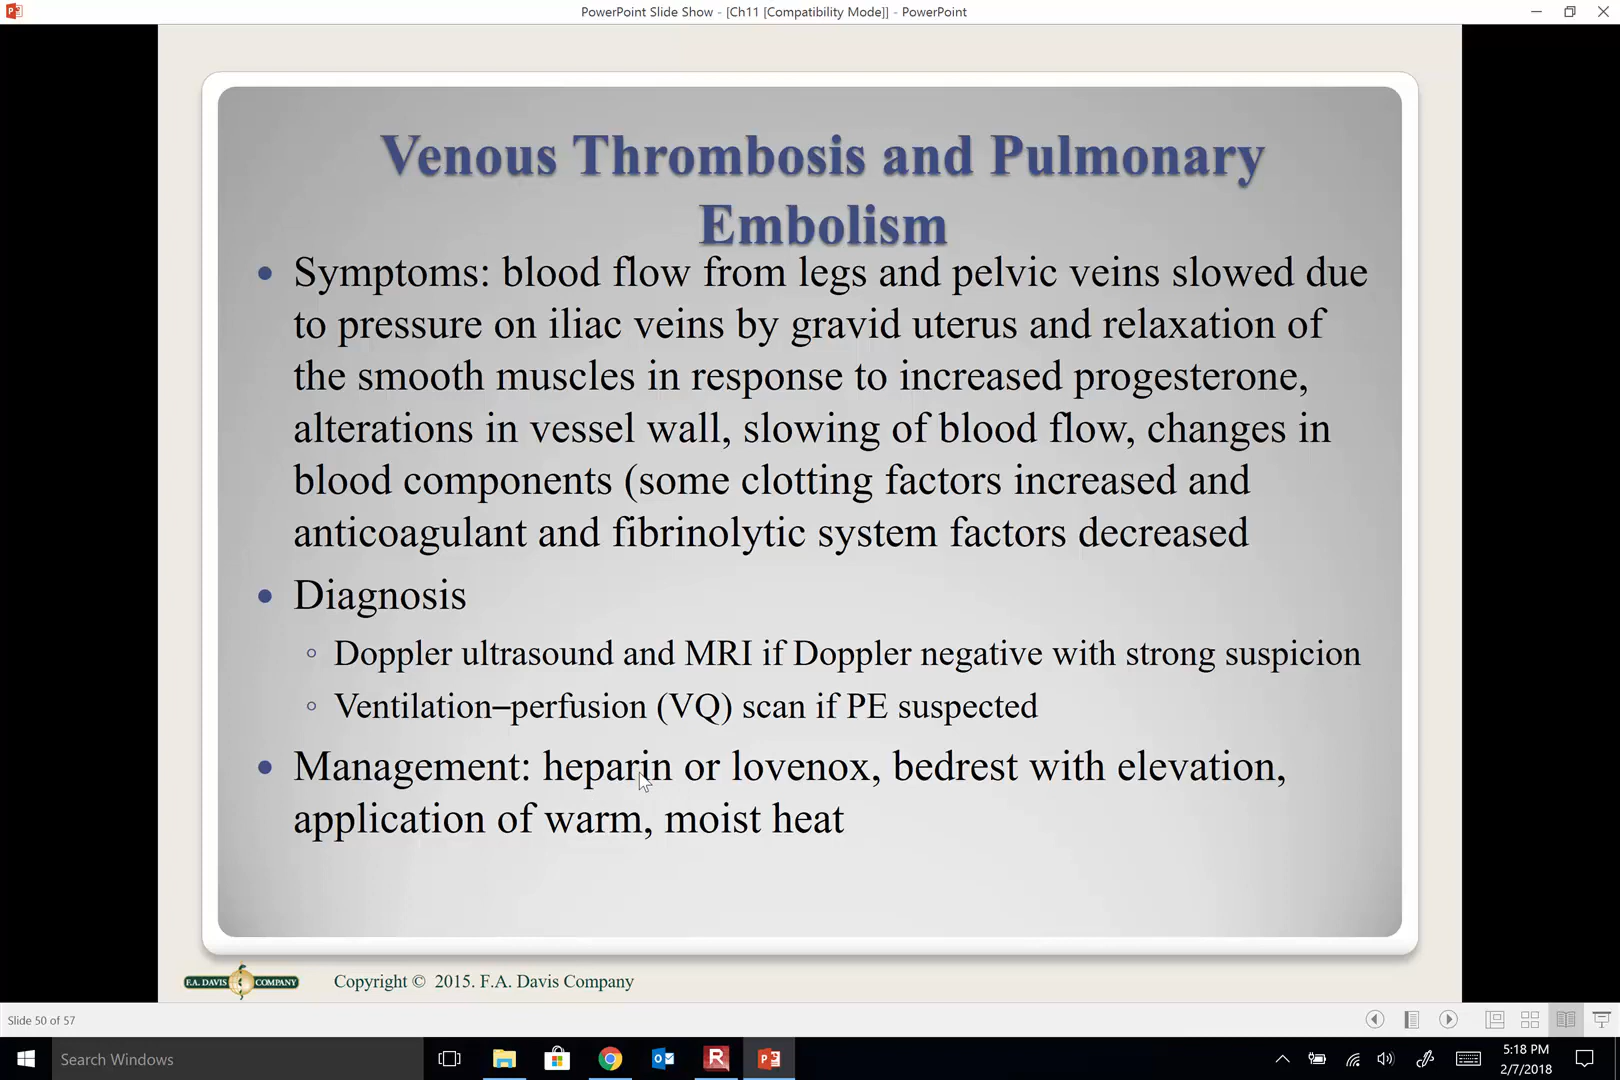 PowerPoint Slide Show - [Ch11 [Compatibility Mode]] - PowerPoint
Venous Thrombosis and Pulmonary
Embolism
• Symptoms: blood flow from legs and pelvic veins slowed due
to pressure on iliac veins by gravid uterus and relaxation of
the smooth muscles in response to increased progesterone,
alterations in vessel wall, slowing of blood flow, changes in
blood components (some clotting factors increased and
anticoagulant and fibrinolytic system factors decreased
• Diagnosis
◦ Doppler ultrasound and MRI if Doppler negative with strong suspicion
◦ Ventilation–perfusion (VQ) scan if PE suspected
• Management: heparin or lovenox, bedrest with elevation,
application of warm, moist heat
F.A. DAVIS COMPANY
Copyright © 2015. F.A. Davis Company
Slide 50 of 57
Search Windows
5:18 PM
2/7/2018